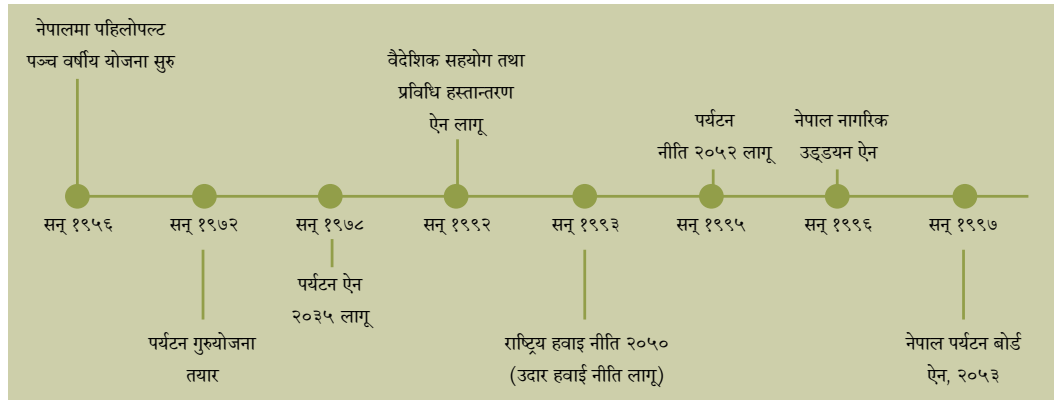 नेपालमा पहिलोपल्ट
पञ्च वर्षीय योजना सुरु
सन् १९५६
सन् १९७२
पर्यटन गुरुयोजना
तयार
सन् १९७८
पर्यटन ऐन
२०३५ लागू
वैदेशिक सहयोग तथा
प्रविधि हस्तान्तरण
ऐन लागू
सन् १९९२
सन् १९९३
राष्ट्रिय हवाइ नीति २०५०
(उदार हवाई नीति लागू)
पर्यटन
नीति २०५२ लागू
सन् १९९५
नेपाल नागरिक
उड्डयन ऐन
सन् १९९६
सन् १९९७
नेपाल पर्यटन बोर्ड
ऐन, २०५३